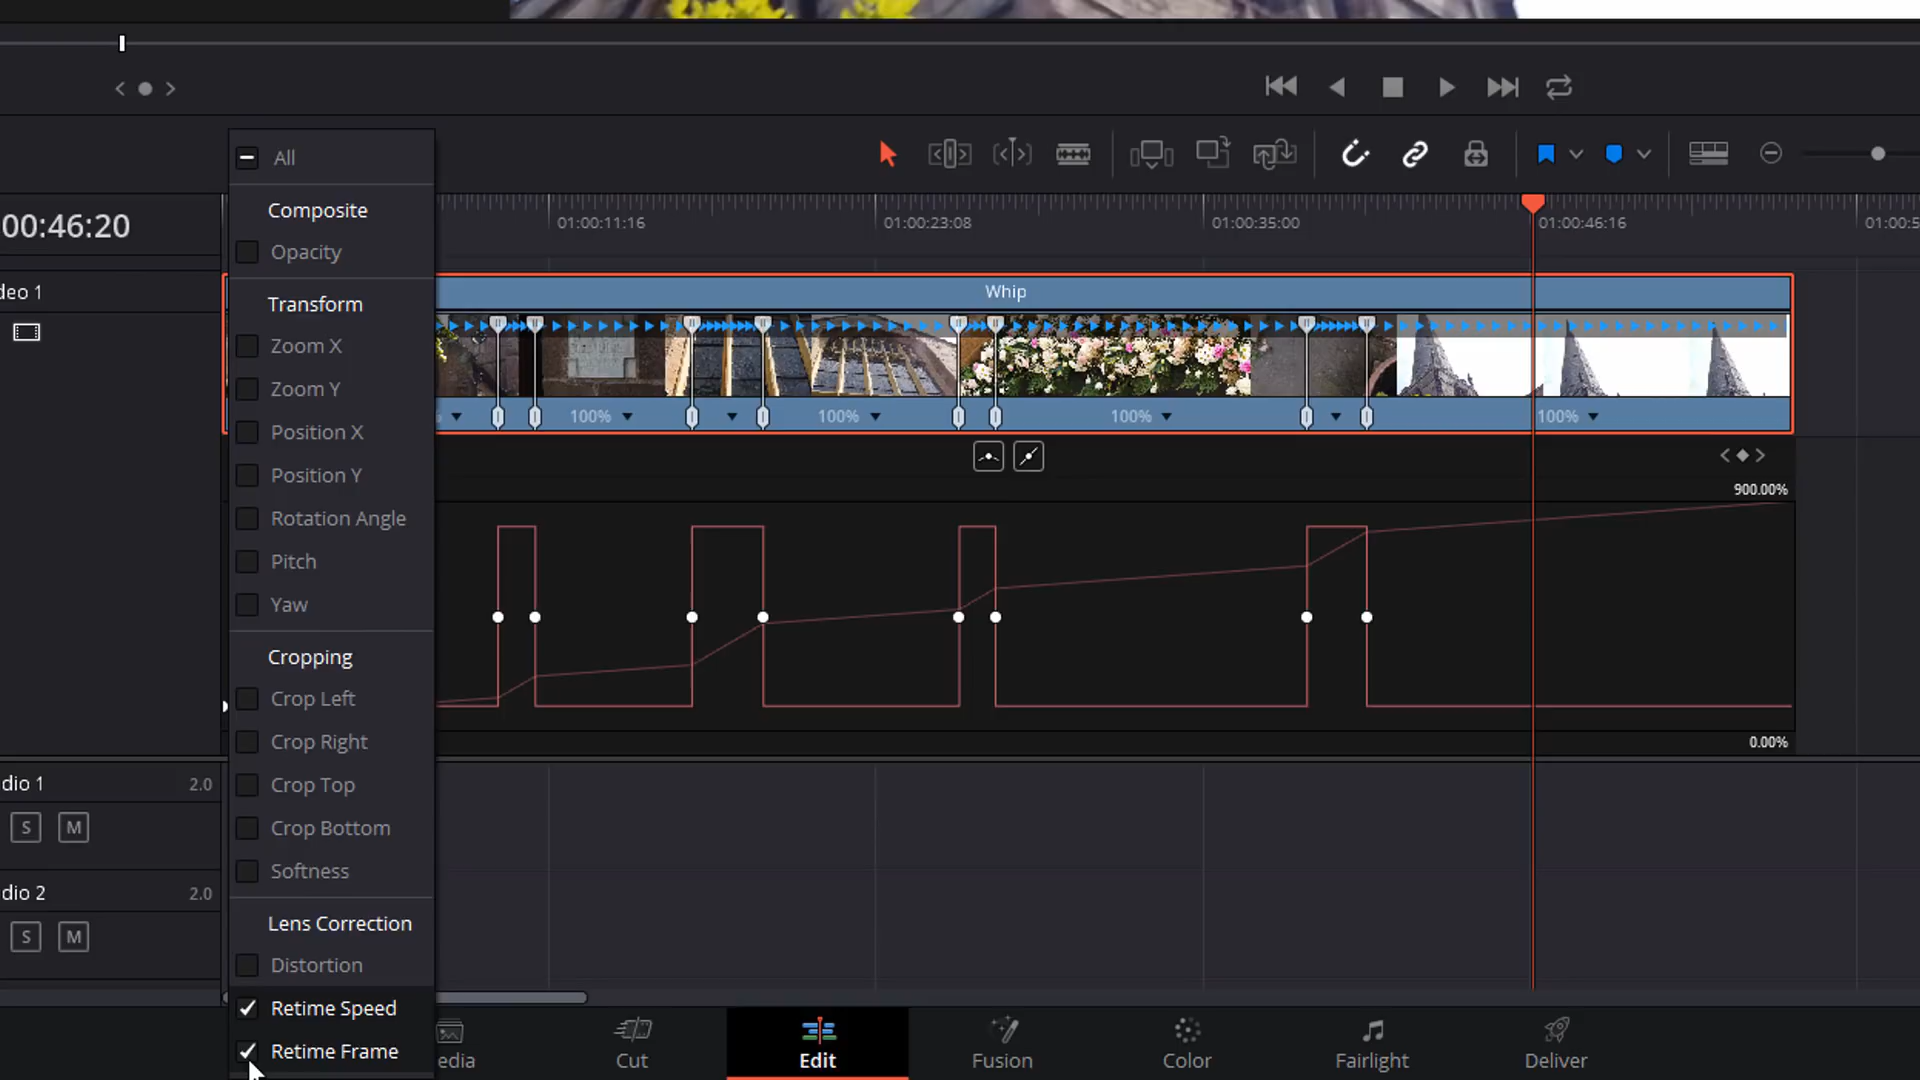 All
Composite
Opacity
Transform
Zoom X
Zoom Y
Position X
Position Y
Rotation Angle
Pitch
Yaw
Cropping
Crop Left
Crop Right
Crop Top
Crop Bottom
Softness
Lens Correction
Distortion
Retime Speed
Retime Frame
00:46:20
01:00:11:16
01:00:23:08
01:00:35:00
01:00:46:16
01:00:5
deo 1
Whip
100%
100%
100%
100%
900.00%
0.00%
dio 1
2.0
S
M
dio 2
2.0
S
M
edia
Cut
Edit
Fusion
Color
Fairlight
Deliver